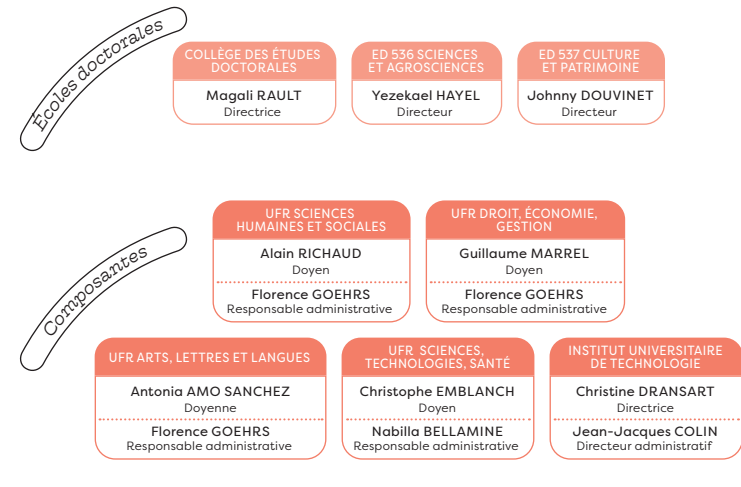 Écoles doctorales
COLLÈGE DES ÉTUDES
DOCTORALES
Magali RAULT
Directrice
ED 536 SCIENCES
ET AGROSCIENCES
Yezekael HAYEL
Directeur
ED 537 CULTURE
ET PATRIMOINE
Johnny DOUVINET
Directeur
Composantes
UFR SCIENCES
HUMAINES ET SOCIALES
Alain RICHAUD
Doyen
Florence GOEHRS
Responsable administrative
UFR DROIT, ÉCONOMIE,
GESTION
Guillaume MARREL
Doyen
Florence GOEHRS
Responsable administrative
UFR ARTS, LETTRES ET LANGUES
Antonia AMO SANCHEZ
Doyenne
Florence GOEHRS
Responsable administrative
UFR SCIENCES,
TECHNOLOGIES, SANTÉ
Christophe EMBLANCH
Doyen
Nabilla BELLAMINE
Responsable administrative
INSTITUT UNIVERSITAIRE
DE TECHNOLOGIE
Christine DRANSART
Directrice
Jean-Jacques COLIN
Directeur administratif